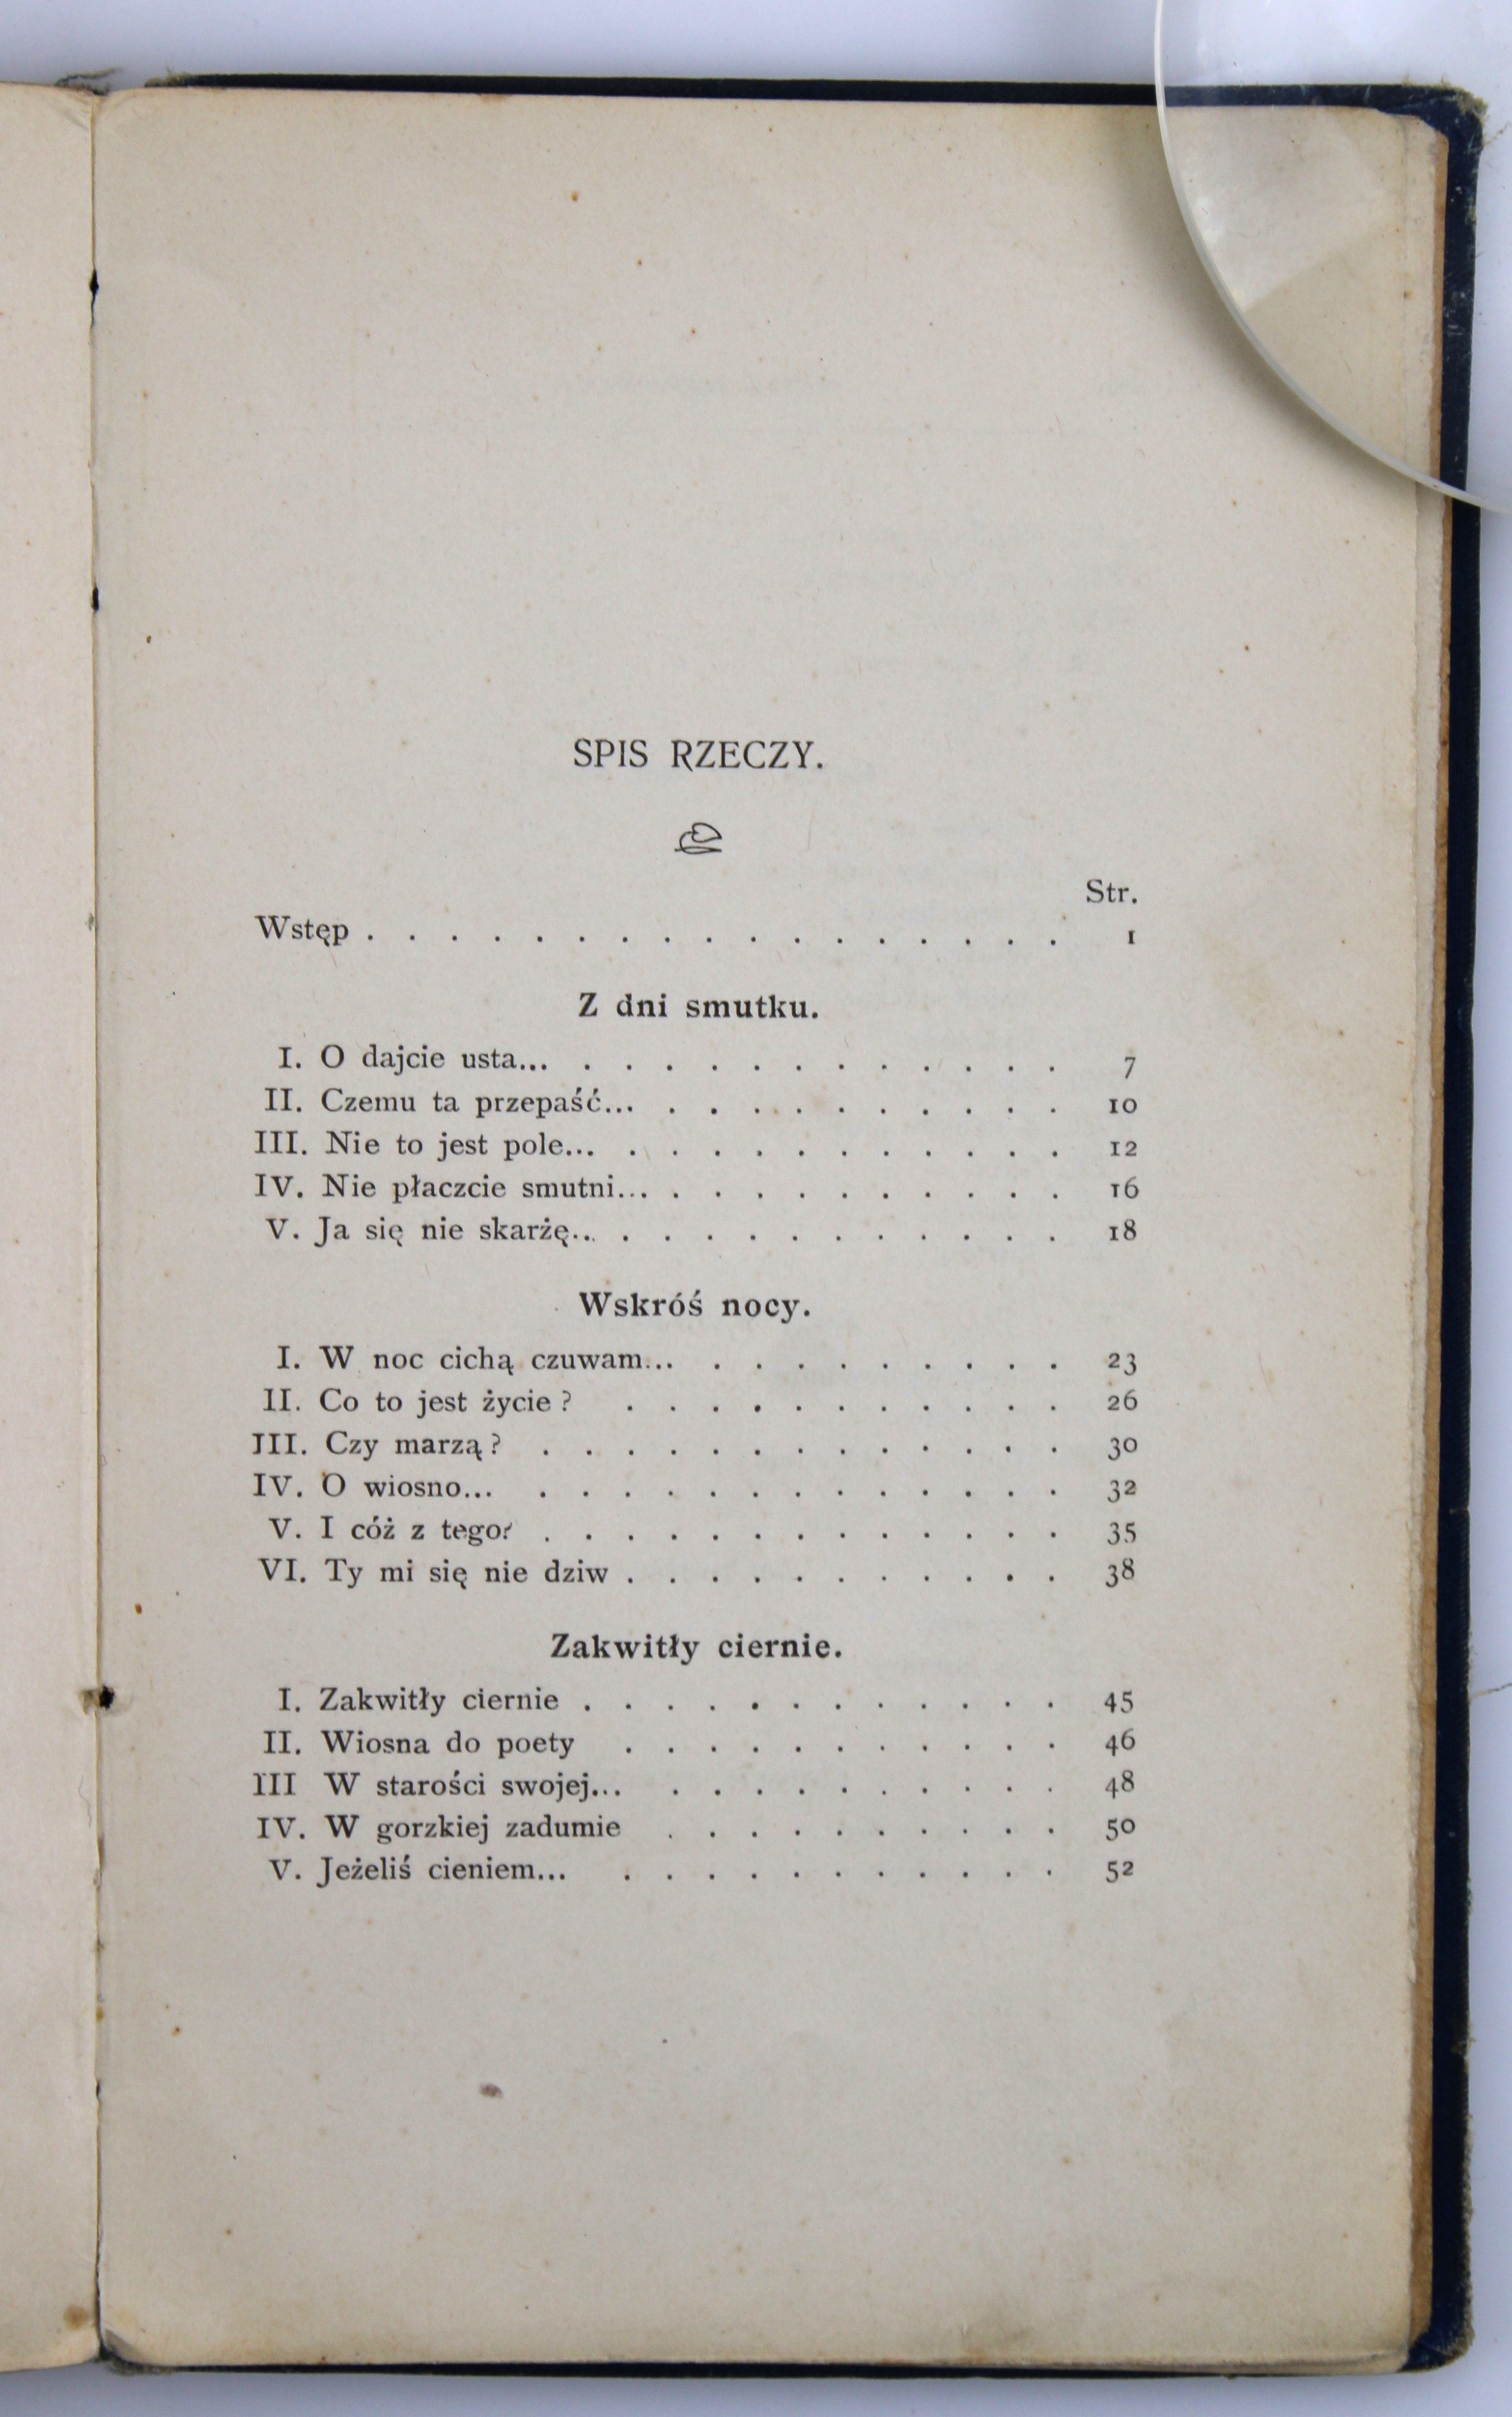 SPIS RZECZY.
Str.
Wstęp . . . . . . . . . . . . . . . . . 1
Z dni smutku.
I. O dajcie usta... . . . . . . . . . . . . 7
II. Czemu ta przepaść... . . . . . . . . . . 10
III. Nie to jest pole... . . . . . . . . . . . 12
IV. Nie płaczcie smutni... . . . . . . . . . . 16
V. Ja się nie skarżę... . . . . . . . . . . . 18
Wskróś nocy.
I. W noc cichą czuwam... . . . . . . . . . 23
II. Co to jest życie ? . . . . . . . . . . . 26
III. Czy marzą ? . . . . . . . . . . . . . 30
IV. O wiosno... . . . . . . . . . . . . . 32
V. I cóż z tego? . . . . . . . . . . . . . 35
VI. Ty mi się nie dziw . . . . . . . . . . . 38
Zakwitły ciernie.
I. Zakwitły ciernie . . . . . . . . . . . . 45
II. Wiosna do poety . . . . . . . . . . . 46
III W starości swojej... . . . . . . . . . . 48
IV. W gorzkiej zadumie . . . . . . . . . . 50
V. Jeżeliś cieniem... . . . . . . . . . . . 52